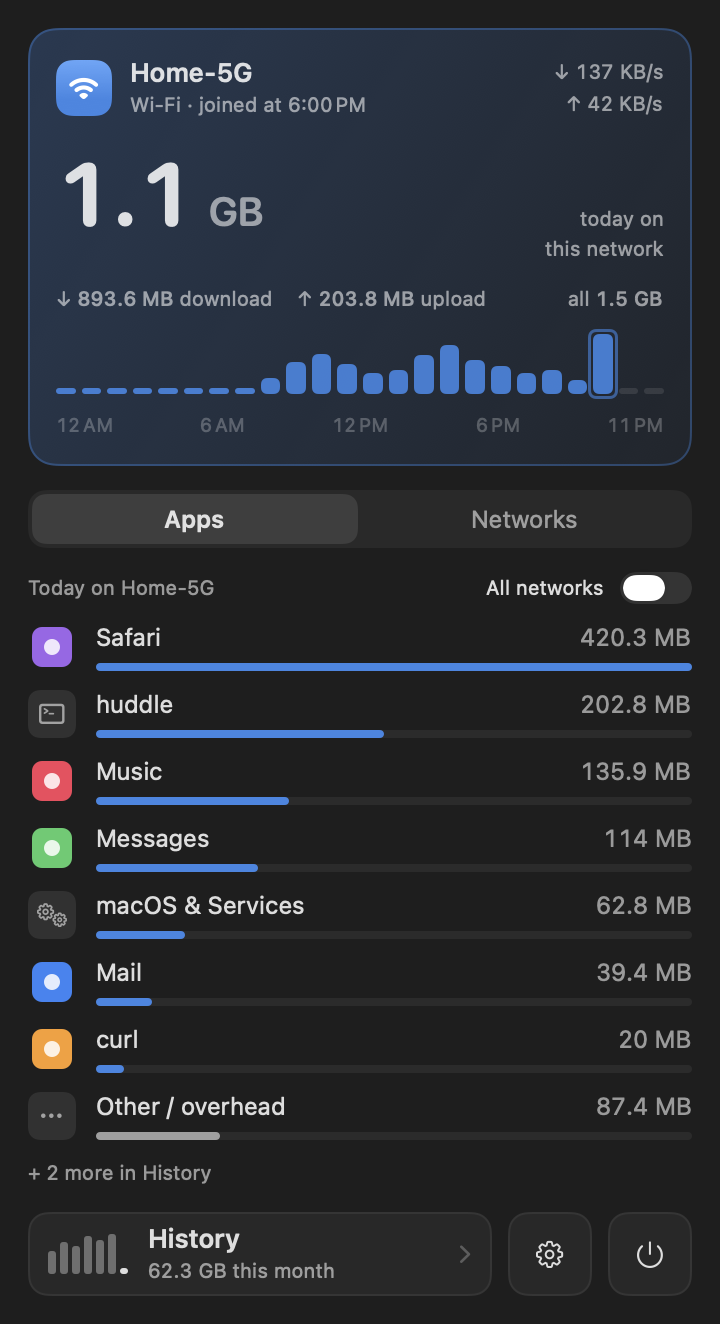 Home-5G
↓ 137 KB/s
Wi-Fi · joined at 6:00 PM
↑ 42 KB/s
1.1 GB
today on
this network
↓ 893.6 MB download ↑ 203.8 MB upload all 1.5 GB
12 AM 6 AM 12 PM 6 PM 11 PM
Apps Networks
Today on Home-5G All networks
Safari 420.3 MB
huddle 202.8 MB
Music 135.9 MB
Messages 114 MB
macOS & Services 62.8 MB
Mail 39.4 MB
curl 20 MB
Other / overhead 87.4 MB
+ 2 more in History
History
62.3 GB this month